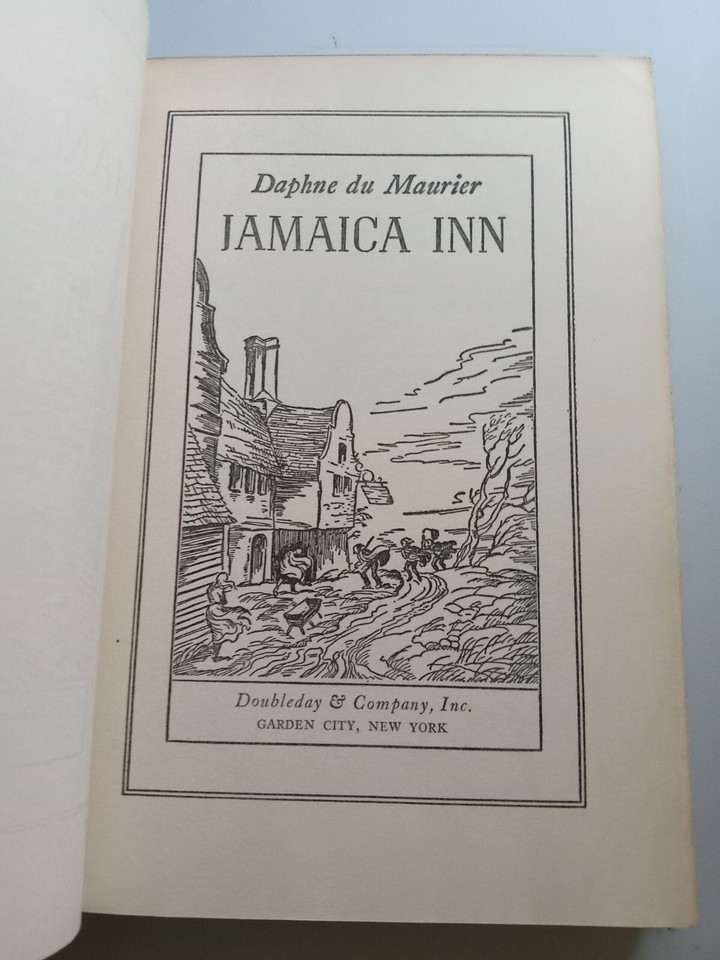 Daphne du Maurier
JAMAICA INN
Doubleday & Company, Inc.
GARDEN CITY, NEW YORK